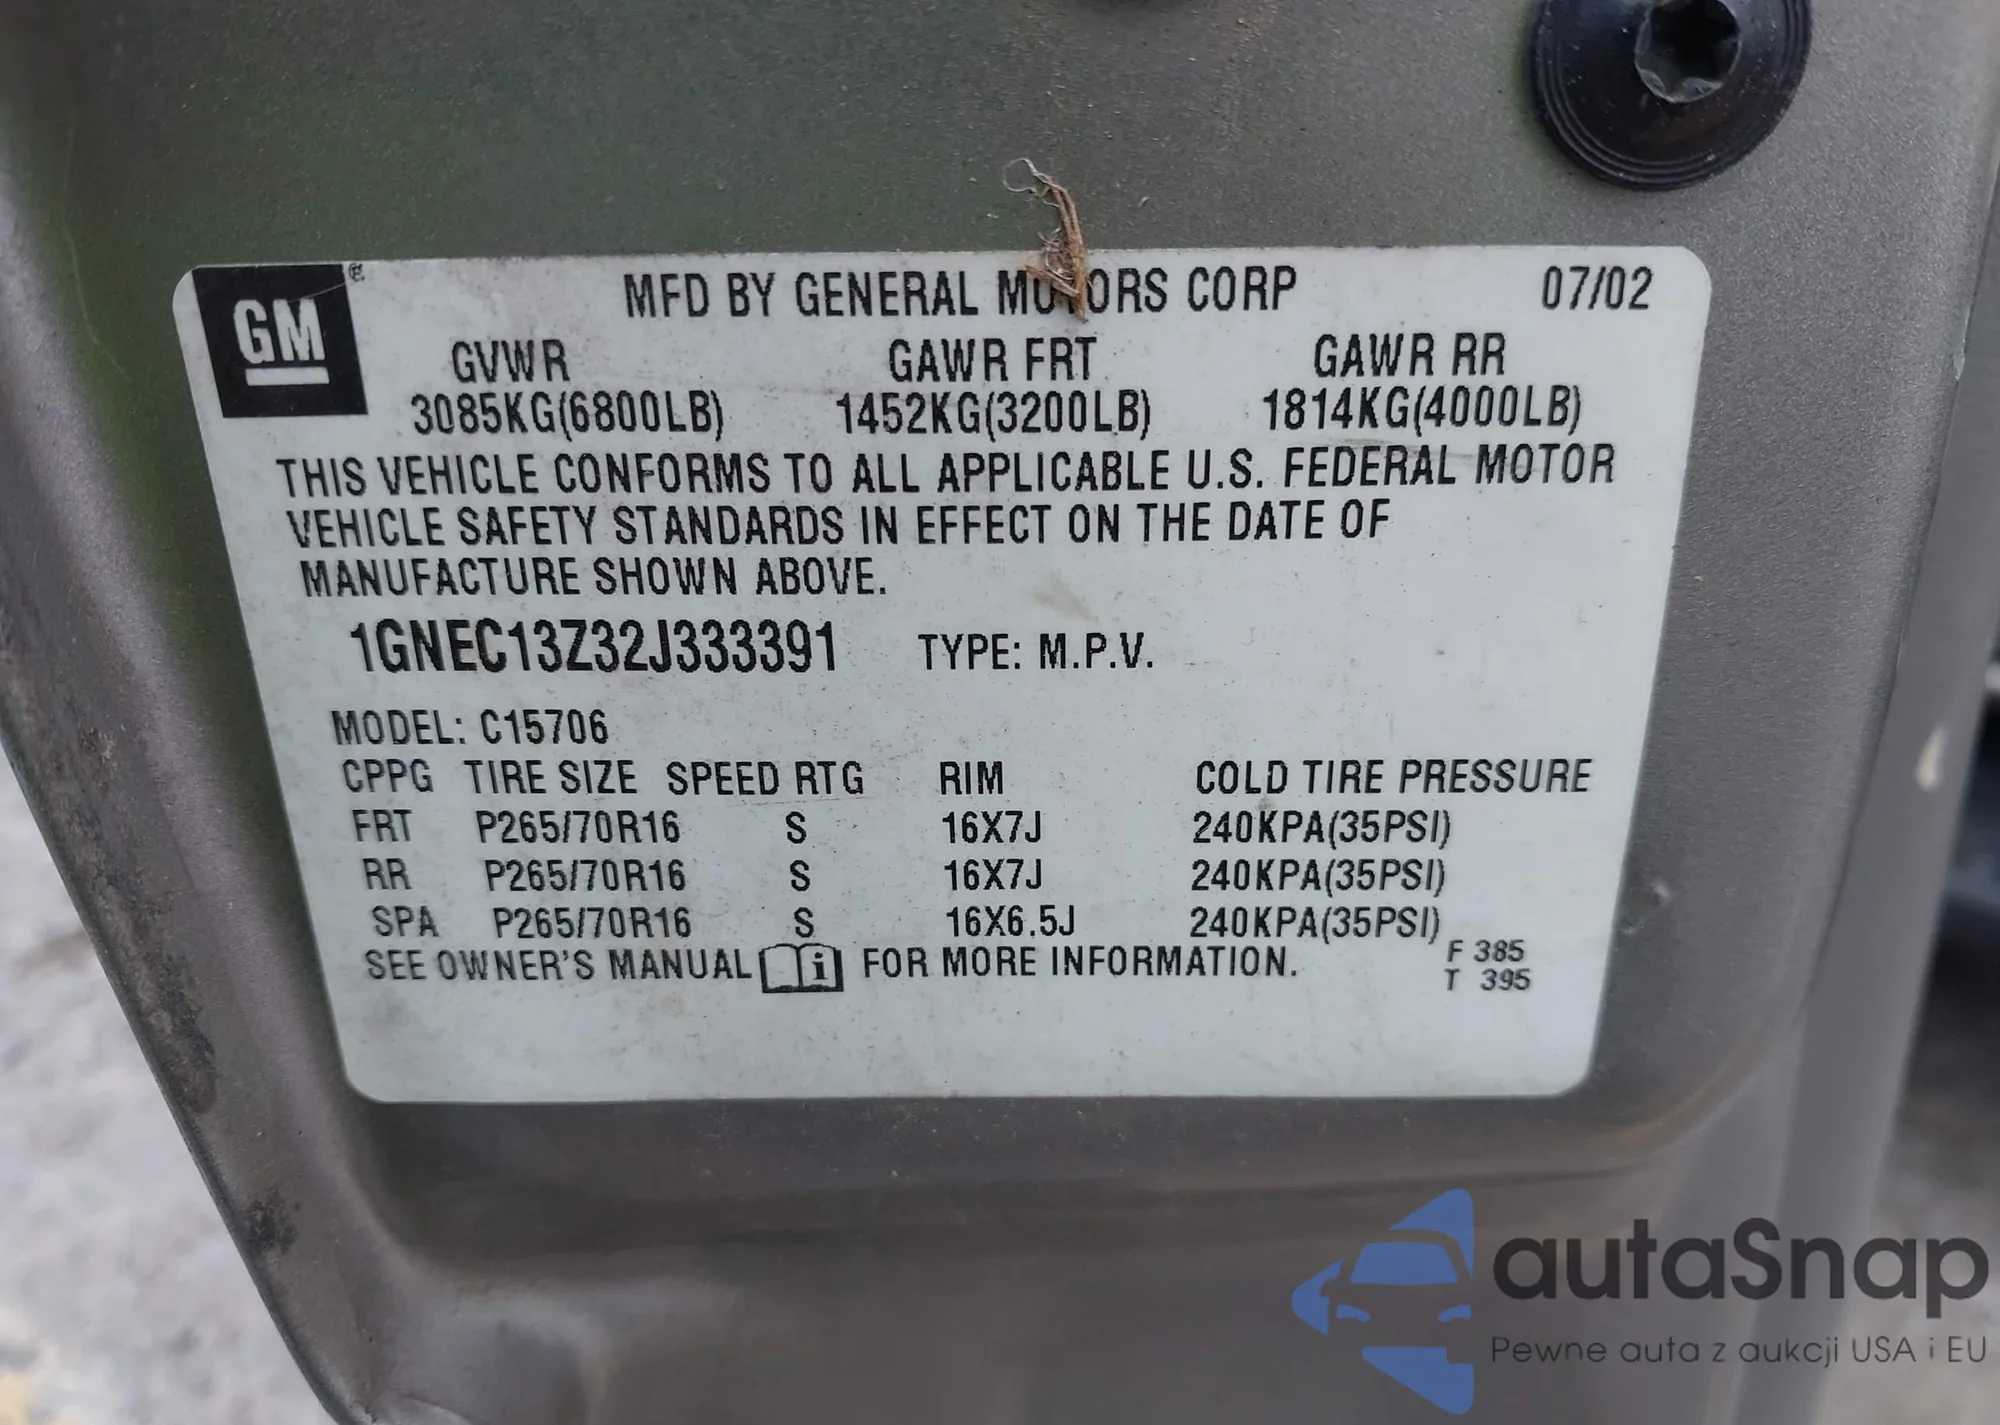 GM ®
MFD BY GENERAL MOTORS CORP 07/02
GVWR GAWR FRT GAWR RR
3085KG(6800LB) 1452KG(3200LB) 1814KG(4000LB)
THIS VEHICLE CONFORMS TO ALL APPLICABLE U.S. FEDERAL MOTOR
VEHICLE SAFETY STANDARDS IN EFFECT ON THE DATE OF
MANUFACTURE SHOWN ABOVE.
1GNEC13Z32J333391 TYPE: M.P.V.
MODEL: C15706
CPPG TIRE SIZE SPEED RTG RIM COLD TIRE PRESSURE
FRT P265/70R16 S 16X7J 240KPA(35PSI)
RR P265/70R16 S 16X7J 240KPA(35PSI)
SPA P265/70R16 S 16X6.5J 240KPA(35PSI)
SEE OWNER'S MANUAL i FOR MORE INFORMATION.
F 385
T 395
autaSnap
Pewne auta z aukcji USA i EU